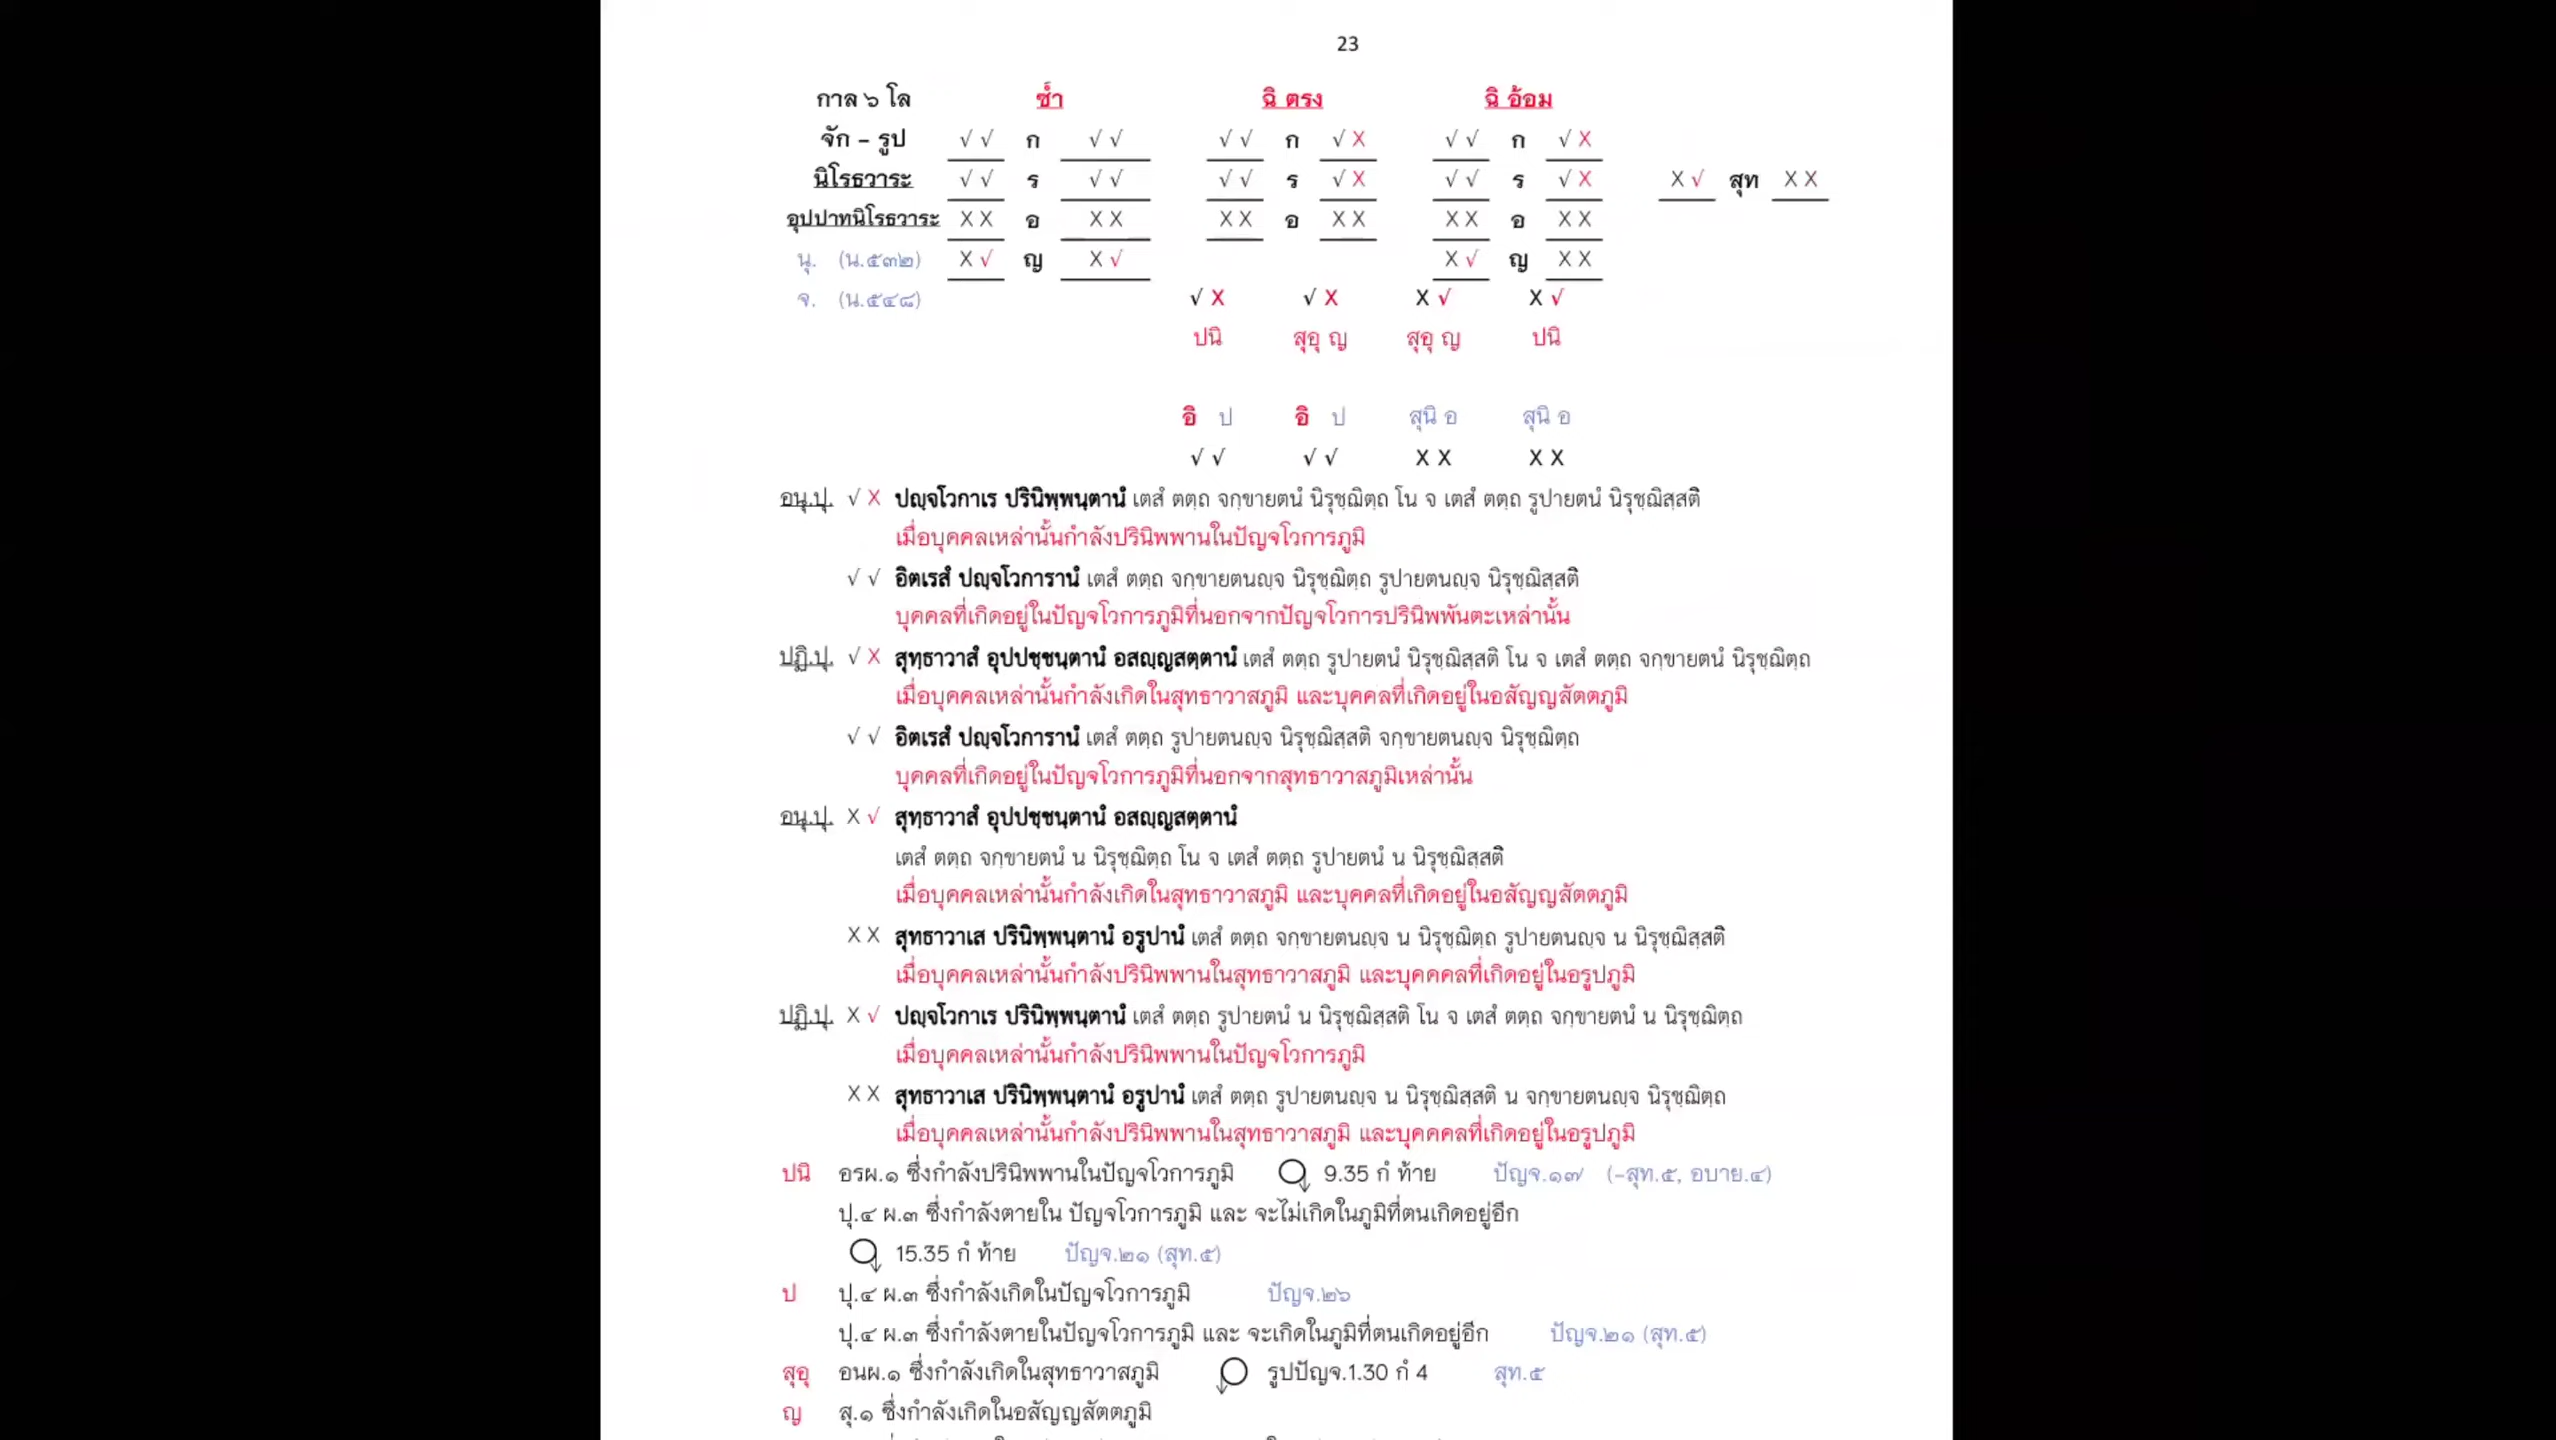 23
กาล ๖ โล ซ้ำ ฉิ ตรง ฉิ อ้อม
จัก – รูป √ √ ก √ √ √ √ ก √ X √ √ ก √ X
นิโรธวาระ √ √ ร √ √ √ √ ร √ X √ √ ร √ X X √ สุท X X
อุปปาทนิโรธวาระ X X อ X X X X อ X X X X อ X X
นุ. (น.๕๓๒) X √ ญ X √ X √ ญ X X
จ. (น.๕๔๘) √ X √ X X √ X √
ปนิ สุอุ ญ สุอุ ญ ปนิ
อิ ป อิ ป สุนิ อ สุนิ อ
√ √ √ √ X X X X
อนุ.ปุ. √ X ปญฺจโวกาเร ปรินิพฺพนฺตานํ เตสํ ตตฺถ จกฺขายตนํ นิรุชฺฌิตฺถ โน จ เตสํ ตตฺถ รูปายตนํ นิรุชฺฌิสฺสติ
เมื่อบุคคลเหล่านั้นกำลังปรินิพพานในปัญจโวการภูมิ
√ √ อิตเรสํ ปญฺจโวการานํ เตสํ ตตฺถ จกฺขายตนญฺจ นิรุชฺฌิตฺถ รูปายตนญฺจ นิรุชฺฌิสฺสติ
บุคคลที่เกิดอยู่ในปัญจโวการภูมิที่นอกจากปัญจโวการปรินิพพันตะเหล่านั้น
ปฏิ.ปุ. √ X สุทฺธาวาสํ อุปปชฺชนฺตานํ อสญฺญสตฺตานํ เตสํ ตตฺถ รูปายตนํ นิรุชฺฌิสฺสติ โน จ เตสํ ตตฺถ จกฺขายตนํ นิรุชฺฌิตฺถ
เมื่อบุคคลเหล่านั้นกำลังเกิดในสุทธาวาสภูมิ และบุคคลที่เกิดอยู่ในอสัญญสัตตภูมิ
√ √ อิตเรสํ ปญฺจโวการานํ เตสํ ตตฺถ รูปายตนญฺจ นิรุชฺฌิสฺสติ จกฺขายตนญฺจ นิรุชฺฌิตฺถ
บุคคลที่เกิดอยู่ในปัญจโวการภูมิที่นอกจากสุทธาวาสภูมิเหล่านั้น
อนุ.ปุ. X √ สุทฺธาวาสํ อุปปชฺชนฺตานํ อสญฺญสตฺตานํ
เตสํ ตตฺถ จกฺขายตนํ น นิรุชฺฌิตฺถ โน จ เตสํ ตตฺถ รูปายตนํ น นิรุชฺฌิสฺสติ
เมื่อบุคคลเหล่านั้นกำลังเกิดในสุทธาวาสภูมิ และบุคคลที่เกิดอยู่ในอสัญญสัตตภูมิ
X X สุทธาวาเส ปรินิพฺพนฺตานํ อรูปานํ เตสํ ตตฺถ จกฺขายตนญฺจ น นิรุชฺฌิตฺถ รูปายตนญฺจ น นิรุชฺฌิสฺสติ
เมื่อบุคคลเหล่านั้นกำลังปรินิพพานในสุทธาวาสภูมิ และบุคคคลที่เกิดอยู่ในอรูปภูมิ
ปฏิ.ปุ. X √ ปญฺจโวกาเร ปรินิพฺพนฺตานํ เตสํ ตตฺถ รูปายตนํ น นิรุชฺฌิสฺสติ โน จ เตสํ ตตฺถ จกฺขายตนํ น นิรุชฺฌิตฺถ
เมื่อบุคคลเหล่านั้นกำลังปรินิพพานในปัญจโวการภูมิ
X X สุทธาวาเส ปรินิพฺพนฺตานํ อรูปานํ เตสํ ตตฺถ รูปายตนญฺจ น นิรุชฺฌิสฺสติ น จกฺขายตนญฺจ นิรุชฺฌิตฺถ
เมื่อบุคคลเหล่านั้นกำลังปรินิพพานในสุทธาวาสภูมิ และบุคคคลที่เกิดอยู่ในอรูปภูมิ
ปนิ อรผ.๑ ซึ่งกำลังปรินิพพานในปัญจโวการภูมิ 9.35 กํ ท้าย ปัญจ.๑๗ (-สุท.๕, อบาย.๔)
ปุ.๔ ผ.๓ ซึ่งกำลังตายใน ปัญจโวการภูมิ และ จะไม่เกิดในภูมิที่ตนเกิดอยู่อีก
15.35 กํ ท้าย ปัญจ.๒๑ (สุท.๕)
ป ปุ.๔ ผ.๓ ซึ่งกำลังเกิดในปัญจโวการภูมิ ปัญจ.๒๖
ปุ.๔ ผ.๓ ซึ่งกำลังตายในปัญจโวการภูมิ และ จะเกิดในภูมิที่ตนเกิดอยู่อีก ปัญจ.๒๑ (สุท.๕)
สุอุ อนผ.๑ ซึ่งกำลังเกิดในสุทธาวาสภูมิ รูปปัญจ.1.30 กํ 4 สุท.๕
ญ สุ.๑ ซึ่งกำลังเกิดในอสัญญสัตตภูมิ